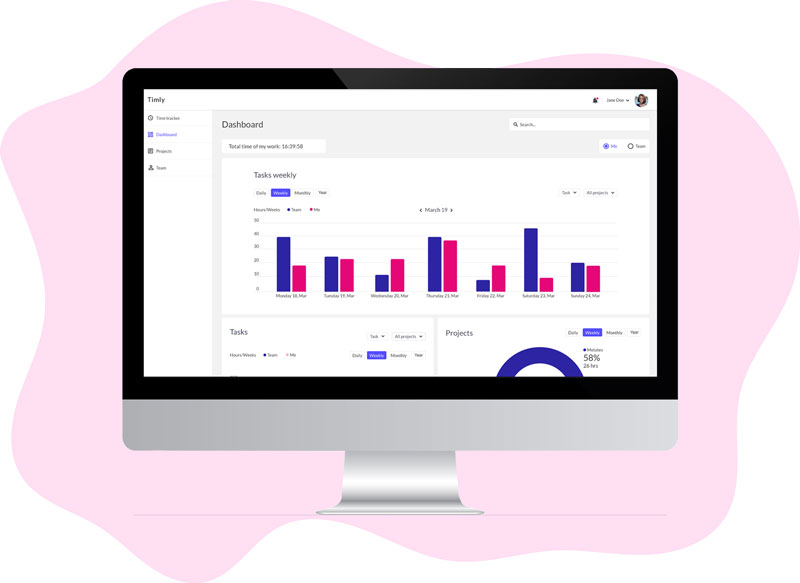 Timly
Jane Doe
Time tracker
Dashboard
Projects
Team
Dashboard
Search...
Total time of my work: 16:39:58
Me Team
Tasks weekly
Daily Weekly Monthly Year
Task All projects
Hours/Weeks Team Me
March 19
50
40
30
20
10
0
Monday 18, Mar Tuesday 19, Mar Wednesday 20, Mar Thursday 21, Mar Friday 22, Mar Saturday 23, Mar Sunday 24, Mar
Tasks
Task All projects
Hours/Weeks Team Me
Daily Weekly Monthly Year
Projects
Daily Weekly Monthly Year
58%
26 hrs